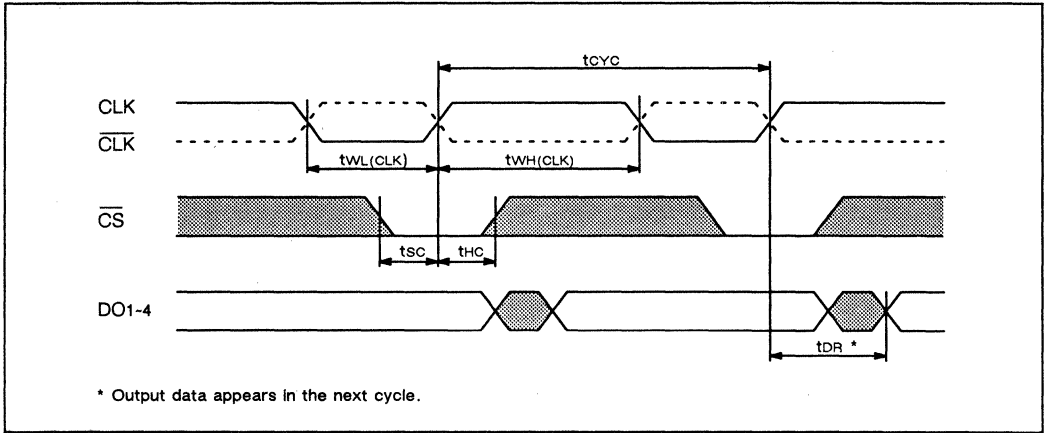 tCYC
CLK
CLK
tWL(CLK)
tWH(CLK)
CS
tSC
tHC
DO1~4
tDR *
* Output data appears in the next cycle.